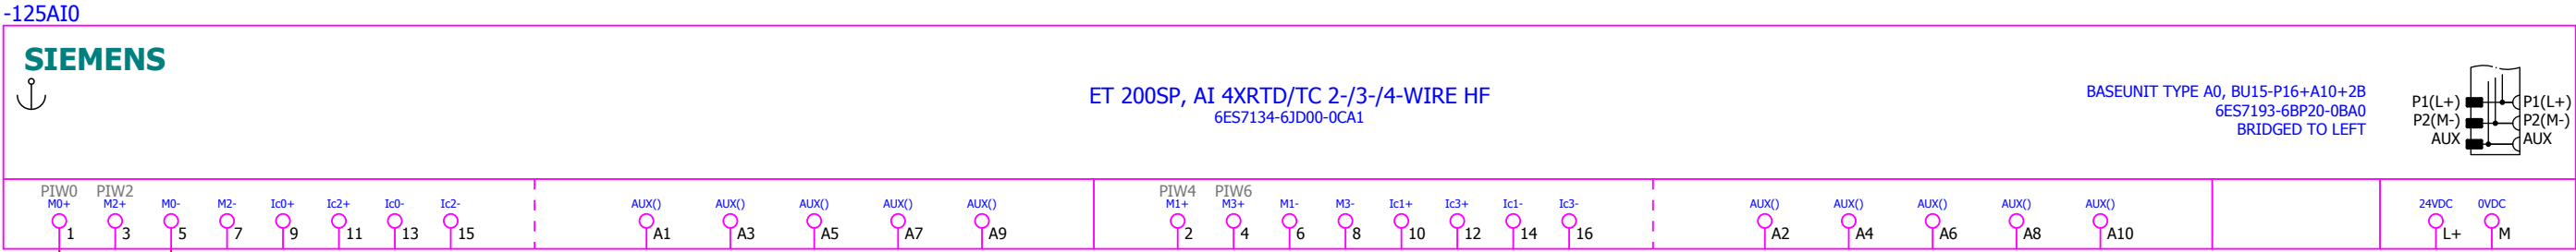 -125AI0
SIEMENS
ET 200SP, AI 4XRTD/TC 2-/3-/4-WIRE HF
6ES7134-6JD00-0CA1
BASEUNIT TYPE A0, BU15-P16+A10+2B
6ES7193-6BP20-0BA0
BRIDGED TO LEFT
P1(L+) P1(L+)
P2(M-) P2(M-)
AUX AUX
PIW0 PIW2 PIW4 PIW6
M0+ M2+ M0- M2- Ic0+ Ic2+ Ic0- Ic2- AUX() AUX() AUX() AUX() AUX() M1+ M3+ M1- M3- Ic1+ Ic3+ Ic1- Ic3- AUX() AUX() AUX() AUX() AUX() 24VDC 0VDC
1 3 5 7 9 11 13 15 A1 A3 A5 A7 A9 2 4 6 8 10 12 14 16 A2 A4 A6 A8 A10 L+ M